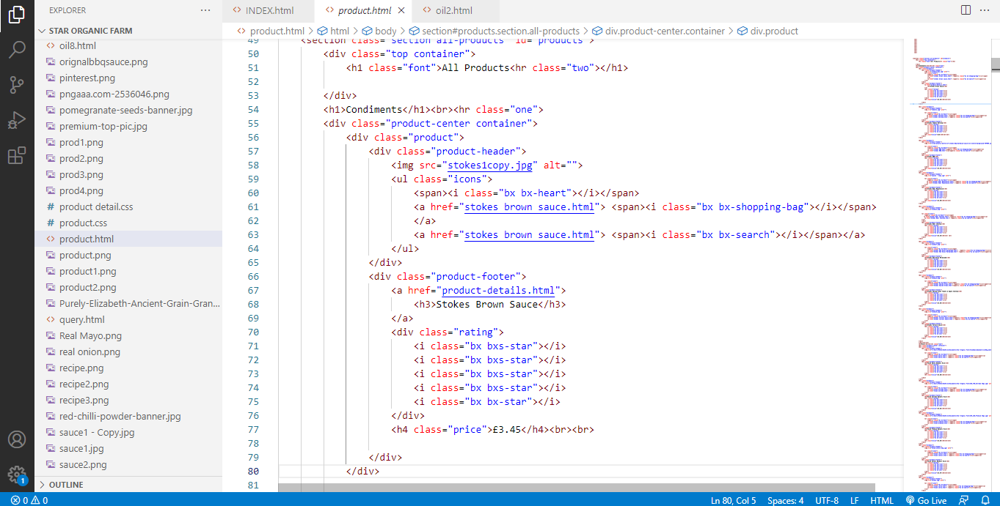 EXPLORER
INDEX.html
product.html
oil2.html
STAR ORGANIC FARM
product.html > html > body > section#products.section.all-products > div.product-center.container > div.product
oil8.html
orignalbbqsauce.png
pinterest.png
pngaaa.com-2536046.png
pomegranate-seeds-banner.jpg
premium-top-pic.jpg
prod1.png
prod2.png
prod3.png
prod4.png
# product detail.css
# product.css
<> product.html
product.png
product1.png
product2.png
Purely-Elizabeth-Ancient-Grain-Gran...
<> query.html
Real Mayo.png
real onion.png
recipe.png
recipe2.png
recipe3.png
red-chilli-powder-banner.jpg
sauce1 - Copy.jpg
sauce1.jpg
sauce2.png
OUTLINE
49 <section class="section all-products" id="products">
50 <div class="top container">
51 <h1 class="font">All Products<hr class="two"></h1>
52
53 </div>
54 <h1>Condiments</h1><br><hr class="one">
55 <div class="product-center container">
56 <div class="product">
57 <div class="product-header">
58 <img src="stokes1copy.jpg" alt="">
59 <ul class="icons">
60 <span><i class="bx bx-heart"></i></span>
61 <a href="stokes brown sauce.html"> <span><i class="bx bx-shopping-bag"></i></span>
62 </a>
63 <a href="stokes brown sauce.html"> <span><i class="bx bx-search"></i></span></a>
64 </ul>
65 </div>
66 <div class="product-footer">
67 <a href="product-details.html">
68 <h3>Stokes Brown Sauce</h3>
69 </a>
70 <div class="rating">
71 <i class="bx bxs-star"></i>
72 <i class="bx bxs-star"></i>
73 <i class="bx bxs-star"></i>
74 <i class="bx bxs-star"></i>
75 <i class="bx bx-star"></i>
76 </div>
77 <h4 class="price">£3.45</h4><br><br>
78
79 </div>
80 </div>
81
1
0 0
Ln 80, Col 5 Spaces: 4 UTF-8 LF HTML Go Live